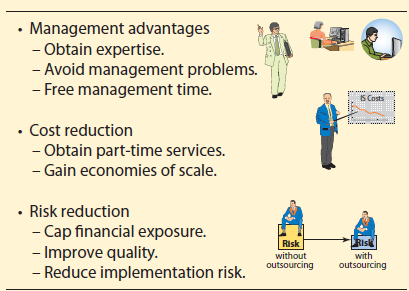 • Management advantages
– Obtain expertise.
– Avoid management problems.
– Free management time.
IS Costs
• Cost reduction
– Obtain part-time services.
– Gain economies of scale.
• Risk reduction
– Cap financial exposure.
– Improve quality.
– Reduce implementation risk.
Risk
without
outsourcing
Risk
with
outsourcing